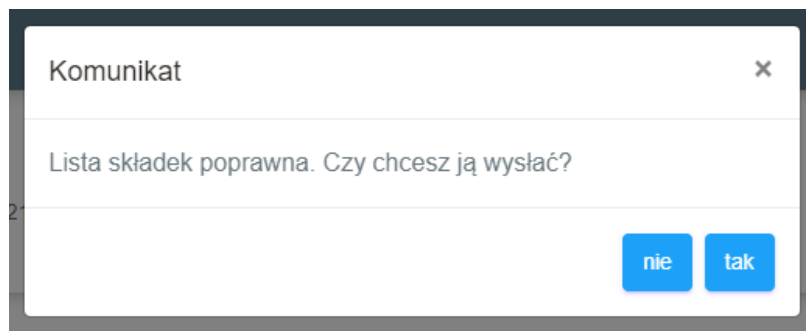 Komunikat ×
Lista składek poprawna. Czy chcesz ją wysłać?
nie tak